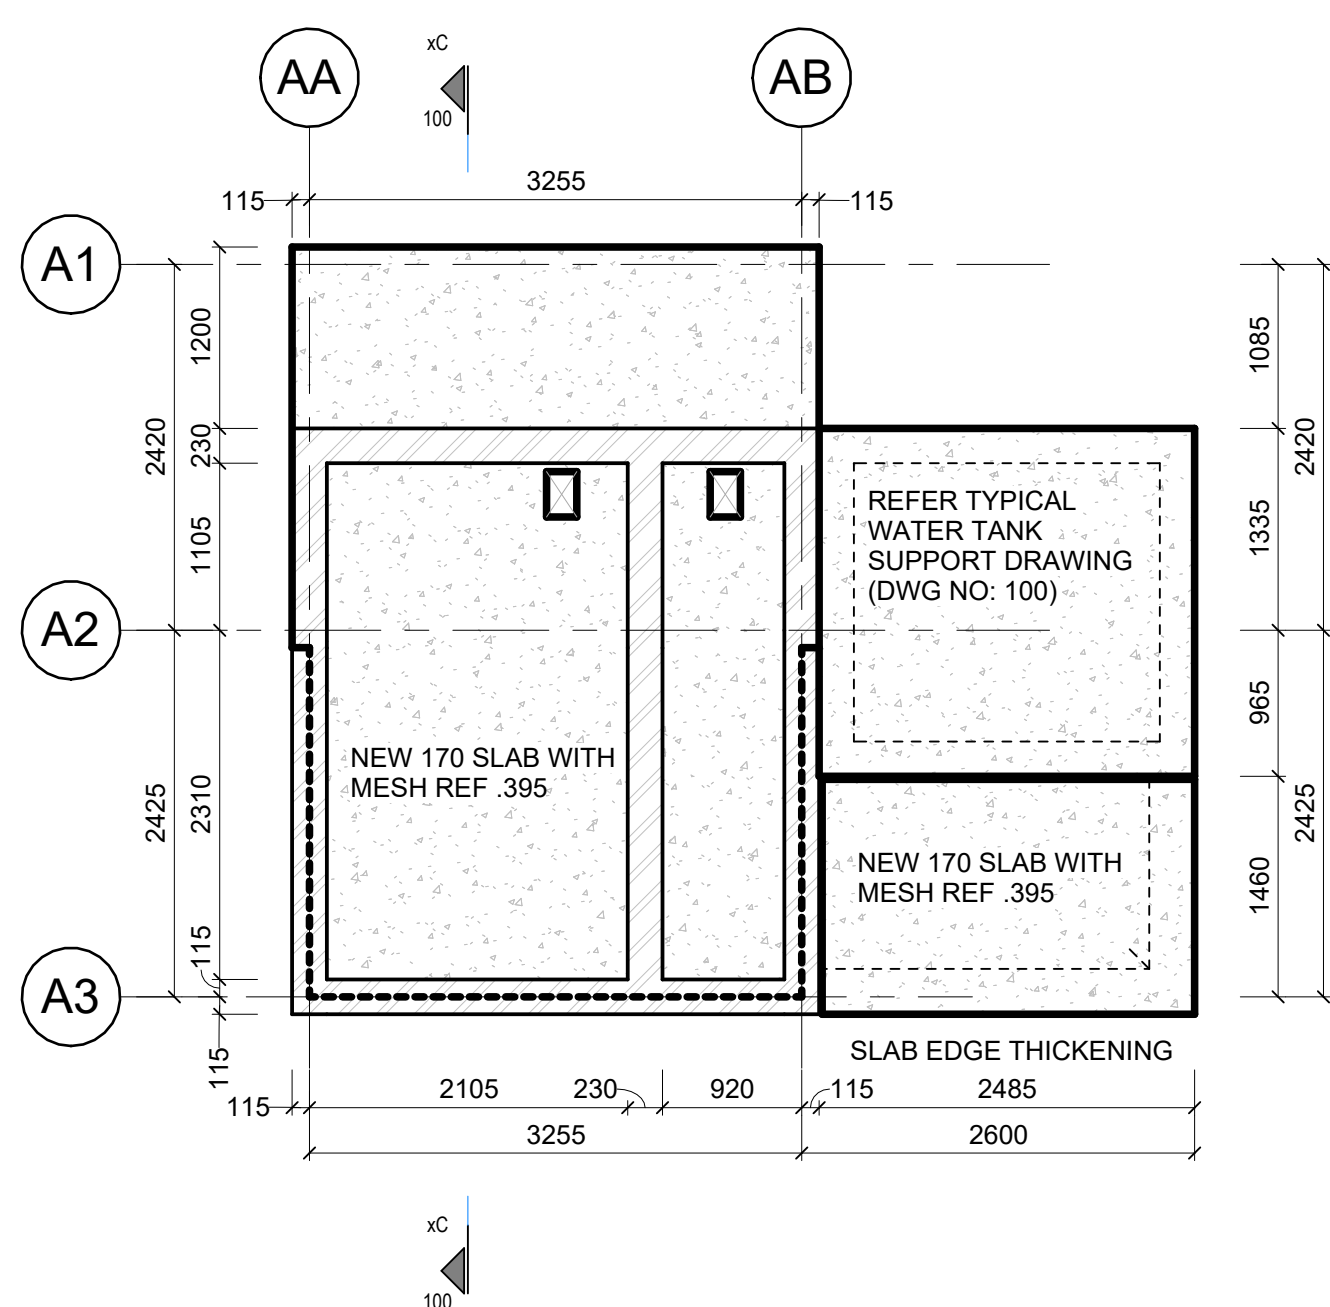 xC
AA
AB
100
3255
115
115
A1
1200
1085
2420
230
2420
1105
1335
REFER TYPICAL
WATER TANK
SUPPORT DRAWING
(DWG NO: 100)
A2
965
NEW 170 SLAB WITH
MESH REF .395
2425
2310
2425
1460
NEW 170 SLAB WITH
MESH REF .395
115
A3
115
SLAB EDGE THICKENING
115
2105
230
920
115
2485
3255
2600
xC
100